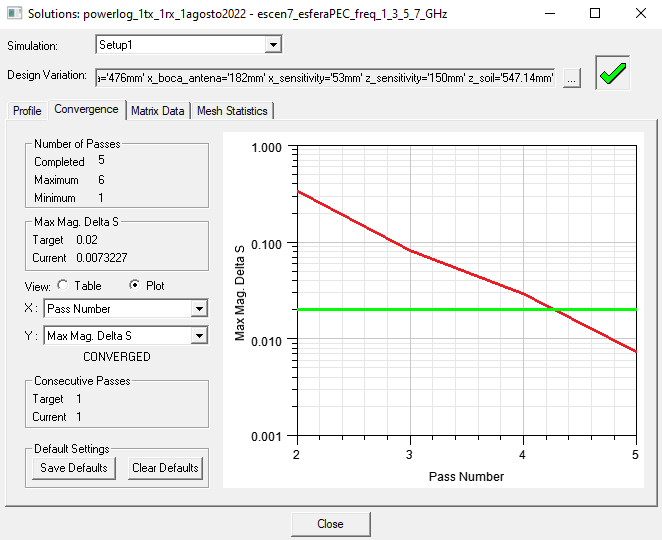 Solutions: powerlog_1tx_1rx_1agosto2022 - escen7_esferaPEC_freq_1_3_5_7_GHz
Simulation: Setup1
Design Variation: ='476mm' x_boca_antena='182mm' x_sensitivity='53mm' z_sensitivity='150mm' z_soil='547.14mm' ...
Profile Convergence Matrix Data Mesh Statistics
Number of Passes
Completed 5
Maximum 6
Minimum 1
Max Mag. Delta S
Target 0.02
Current 0.0073227
View: Table Plot
X : Pass Number
Y : Max Mag. Delta S
CONVERGED
Consecutive Passes
Target 1
Current 1
Default Settings
Save Defaults Clear Defaults
1.000
0.100
0.010
0.001
Max Mag. Delta S
2 3 4 5
Pass Number
Close